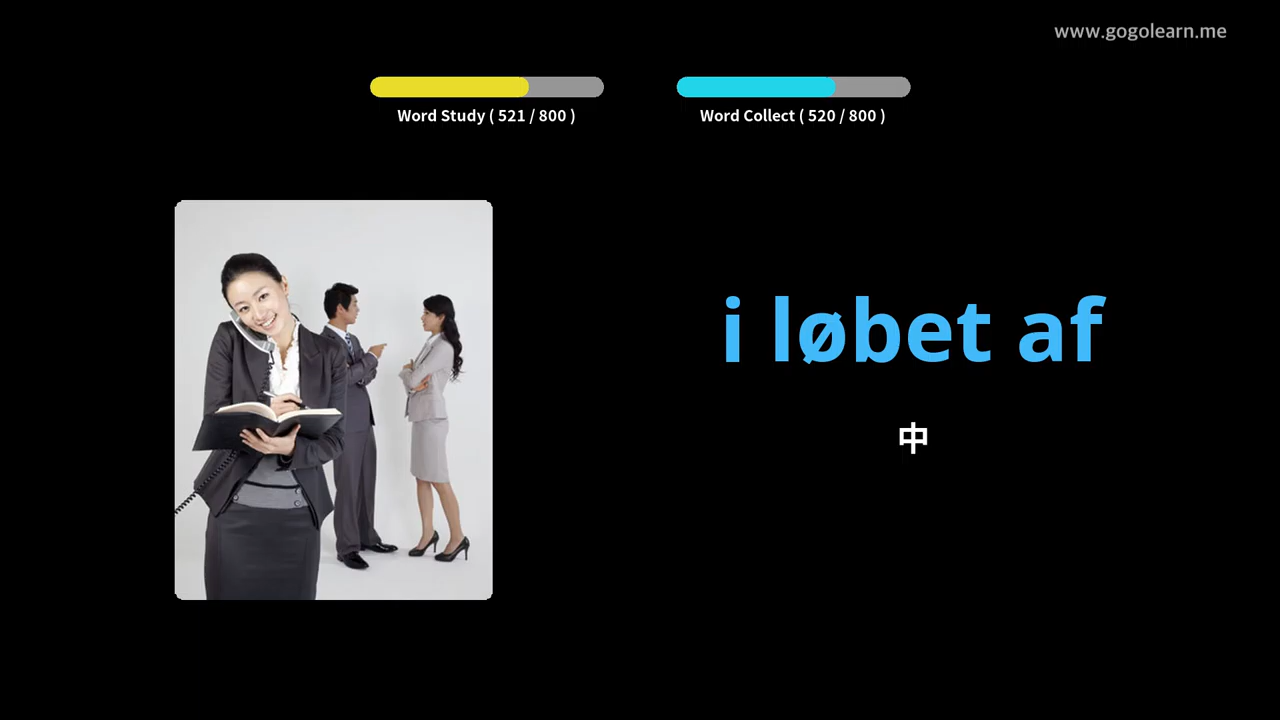 www.gogolearn.me
Word Study ( 521 / 800 )
Word Collect ( 520 / 800 )
i løbet af
中